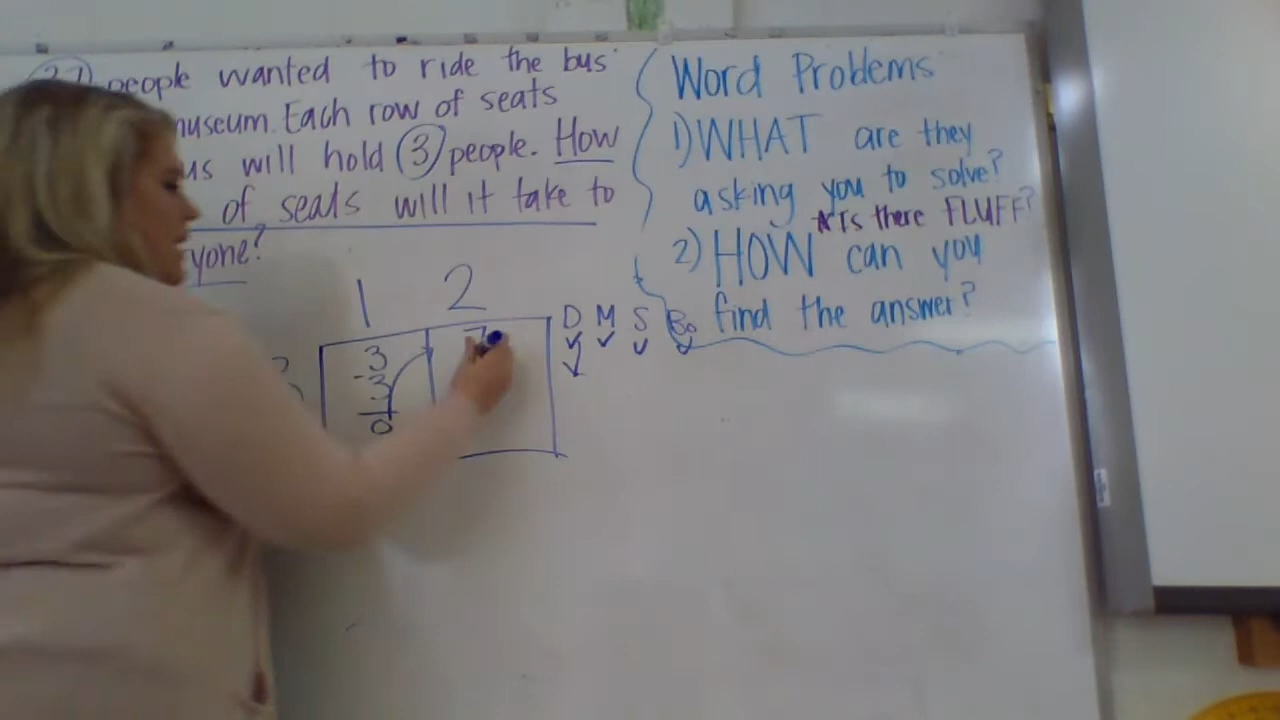 people wanted to ride the bus
museum. Each row of seats
us will hold 3 people. How
of seats will it take to
yone?
Word Problems
1) WHAT are they
asking you to solve?
*Is there FLUFF?
2) HOW can you
find the answer?
1 2
D M S B
3
-3
0
7